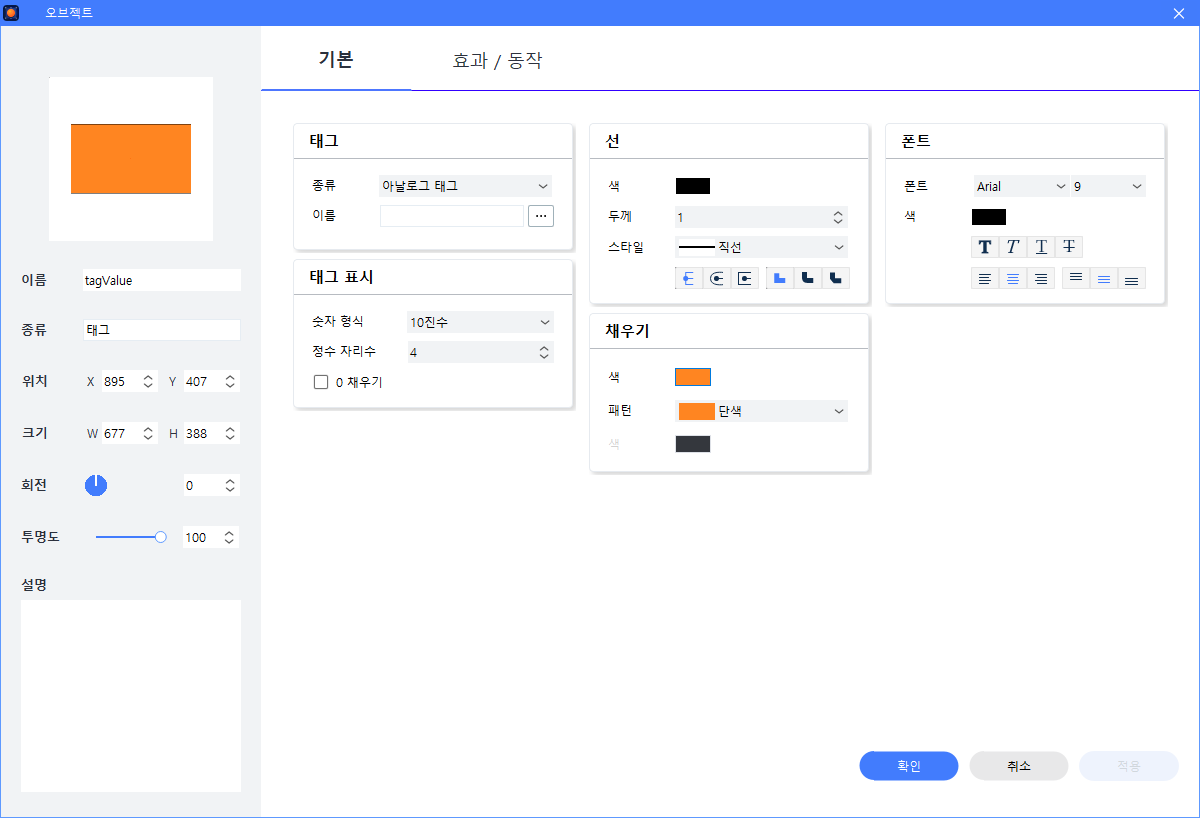 오브젝트
기본
효과 / 동작
이름
tagValue
종류
태그
위치
X 895
Y 407
크기
W 677
H 388
회전
0
투명도
100
설명
태그
종류
아날로그 태그
이름
...
태그 표시
숫자 형식
10진수
정수 자리수
4
0 채우기
선
색
두께
1
스타일
직선
채우기
색
패턴
단색
색
폰트
폰트
Arial
9
색
T T T T
확인
취소
적용